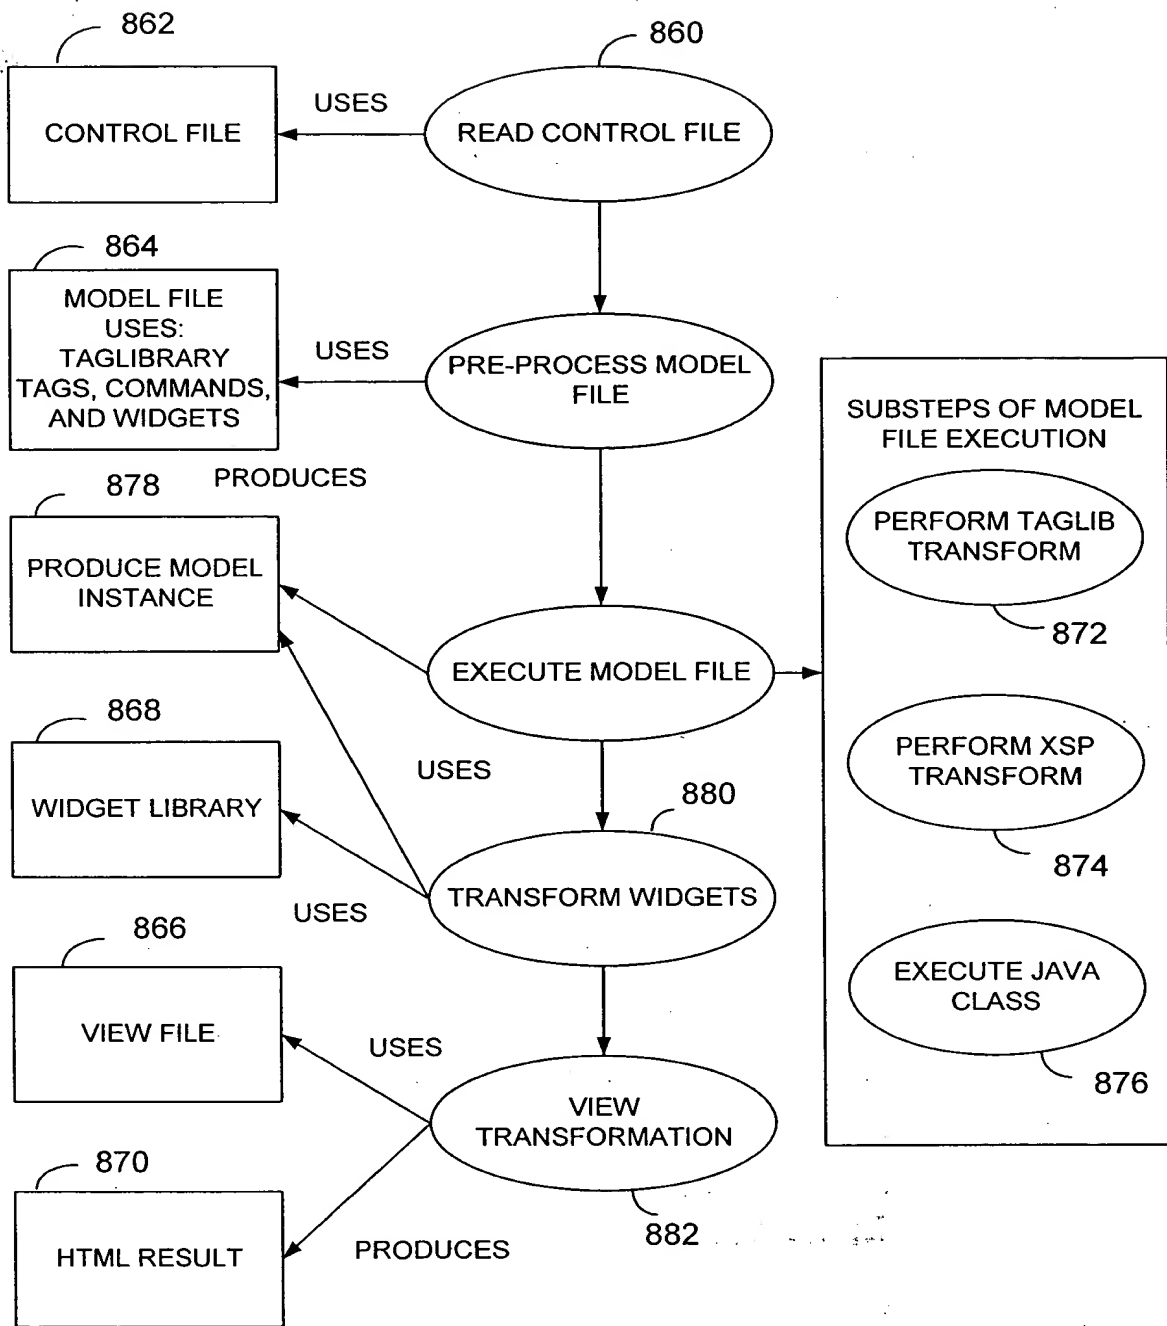 862
860
CONTROL FILE
USES
READ CONTROL FILE
864
MODEL FILE
USES:
TAGLIBRARY
TAGS, COMMANDS,
AND WIDGETS
USES
PRE-PROCESS MODEL
FILE
SUBSTEPS OF MODEL
FILE EXECUTION
PERFORM TAGLIB
TRANSFORM
872
PERFORM XSP
TRANSFORM
874
EXECUTE JAVA
CLASS
876
878
PRODUCES
PRODUCE MODEL
INSTANCE
EXECUTE MODEL FILE
868
WIDGET LIBRARY
USES
880
TRANSFORM WIDGETS
USES
866
VIEW FILE
USES
VIEW
TRANSFORMATION
882
870
HTML RESULT
PRODUCES